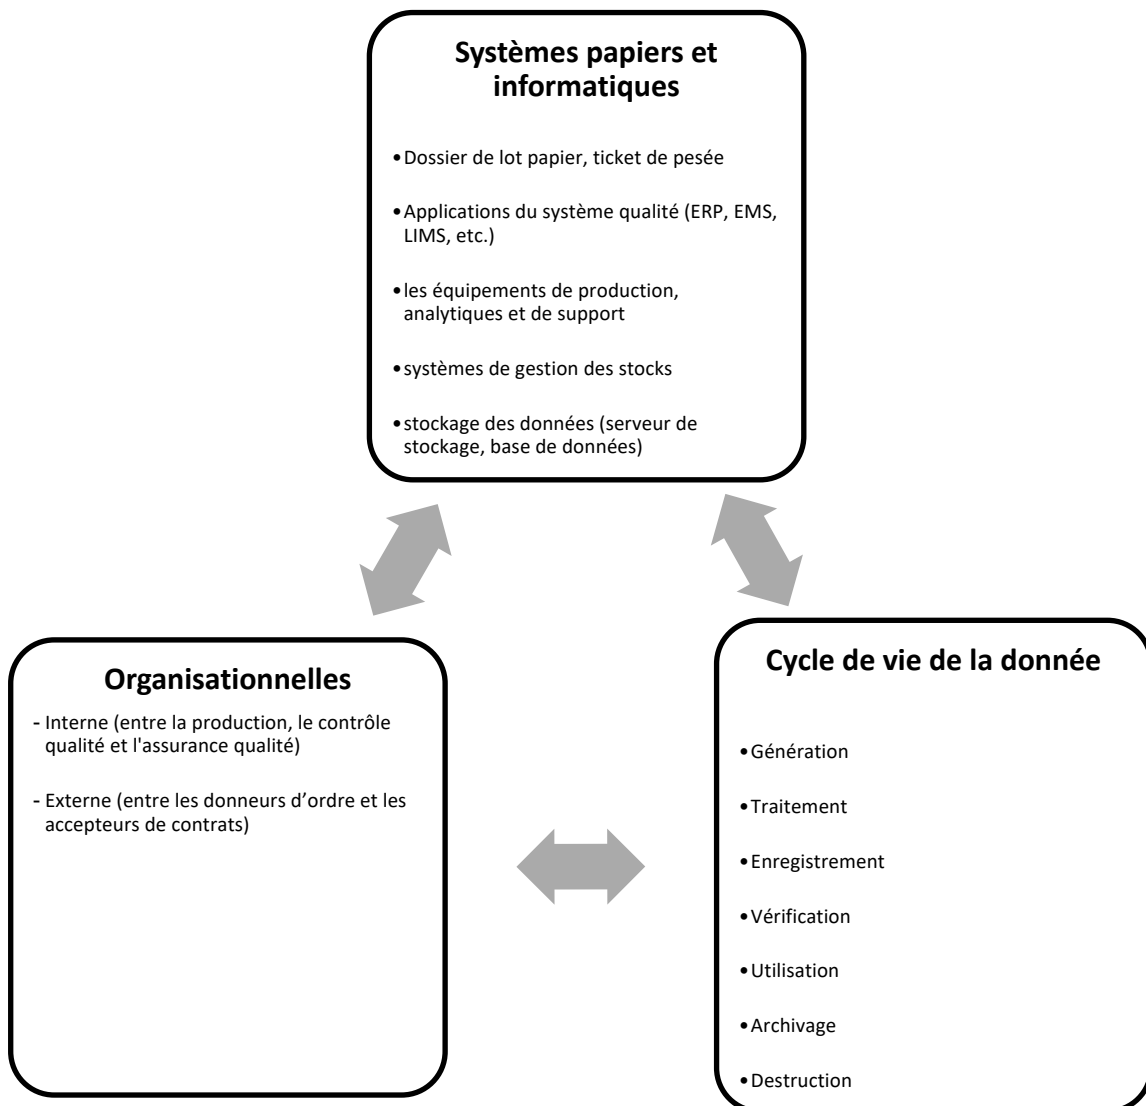 Systèmes papiers et
informatiques
•Dossier de lot papier, ticket de pesée
•Applications du système qualité (ERP, EMS,
LIMS, etc.)
•les équipements de production,
analytiques et de support
•systèmes de gestion des stocks
•stockage des données (serveur de
stockage, base de données)
Organisationnelles
- Interne (entre la production, le contrôle
qualité et l'assurance qualité)
- Externe (entre les donneurs d’ordre et les
accepteurs de contrats)
Cycle de vie de la donnée
•Génération
•Traitement
•Enregistrement
•Vérification
•Utilisation
•Archivage
•Destruction